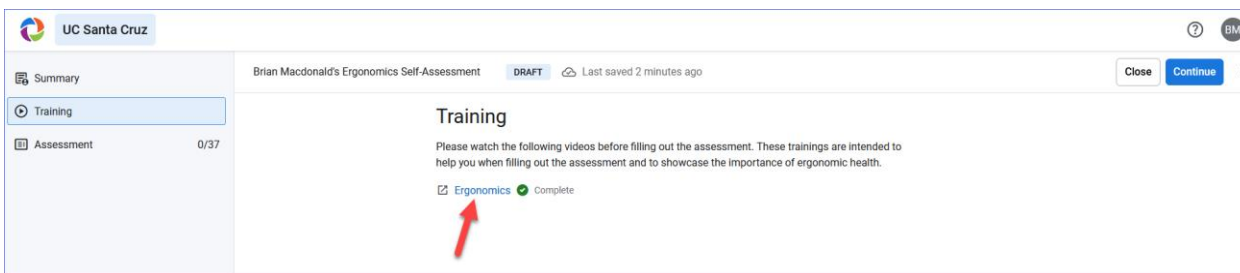 UC Santa Cruz
BM
Summary
Training
Assessment 0/37
Brian Macdonald's Ergonomics Self-Assessment DRAFT Last saved 2 minutes ago
Close Continue
Training
Please watch the following videos before filling out the assessment. These trainings are intended to
help you when filling out the assessment and to showcase the importance of ergonomic health.
Ergonomics Complete